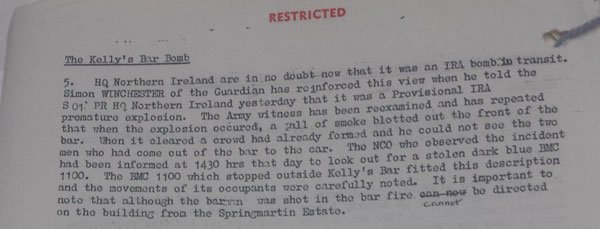 RESTRICTED
The Kelly's Bar Bomb
5. HQ Northern Ireland are in no doubt now that it was an IRA bomb in transit.
Simon WINCHESTER of the Guardian has reinforced this view when he told the
PR HQ Northern Ireland yesterday that it was a Provisional IRA
premature explosion. The Army witness has been reexamined and has repeated
that when the explosion occured, a pall of smoke blotted out the front of the
bar. When it cleared a crowd had already formed and he could not see the two
men who had come out of the bar to the car. The NCO who observed the incident
had been informed at 1430 hrs that day to look out for a stolen dark blue BMC
1100. The BMC 1100 which stopped outside Kelly's Bar fitted this description
and the movements of its occupants were carefully noted. It is important to
note that although the barman was shot in the bar fire can now be directed
cannot
on the building from the Springmartin Estate.